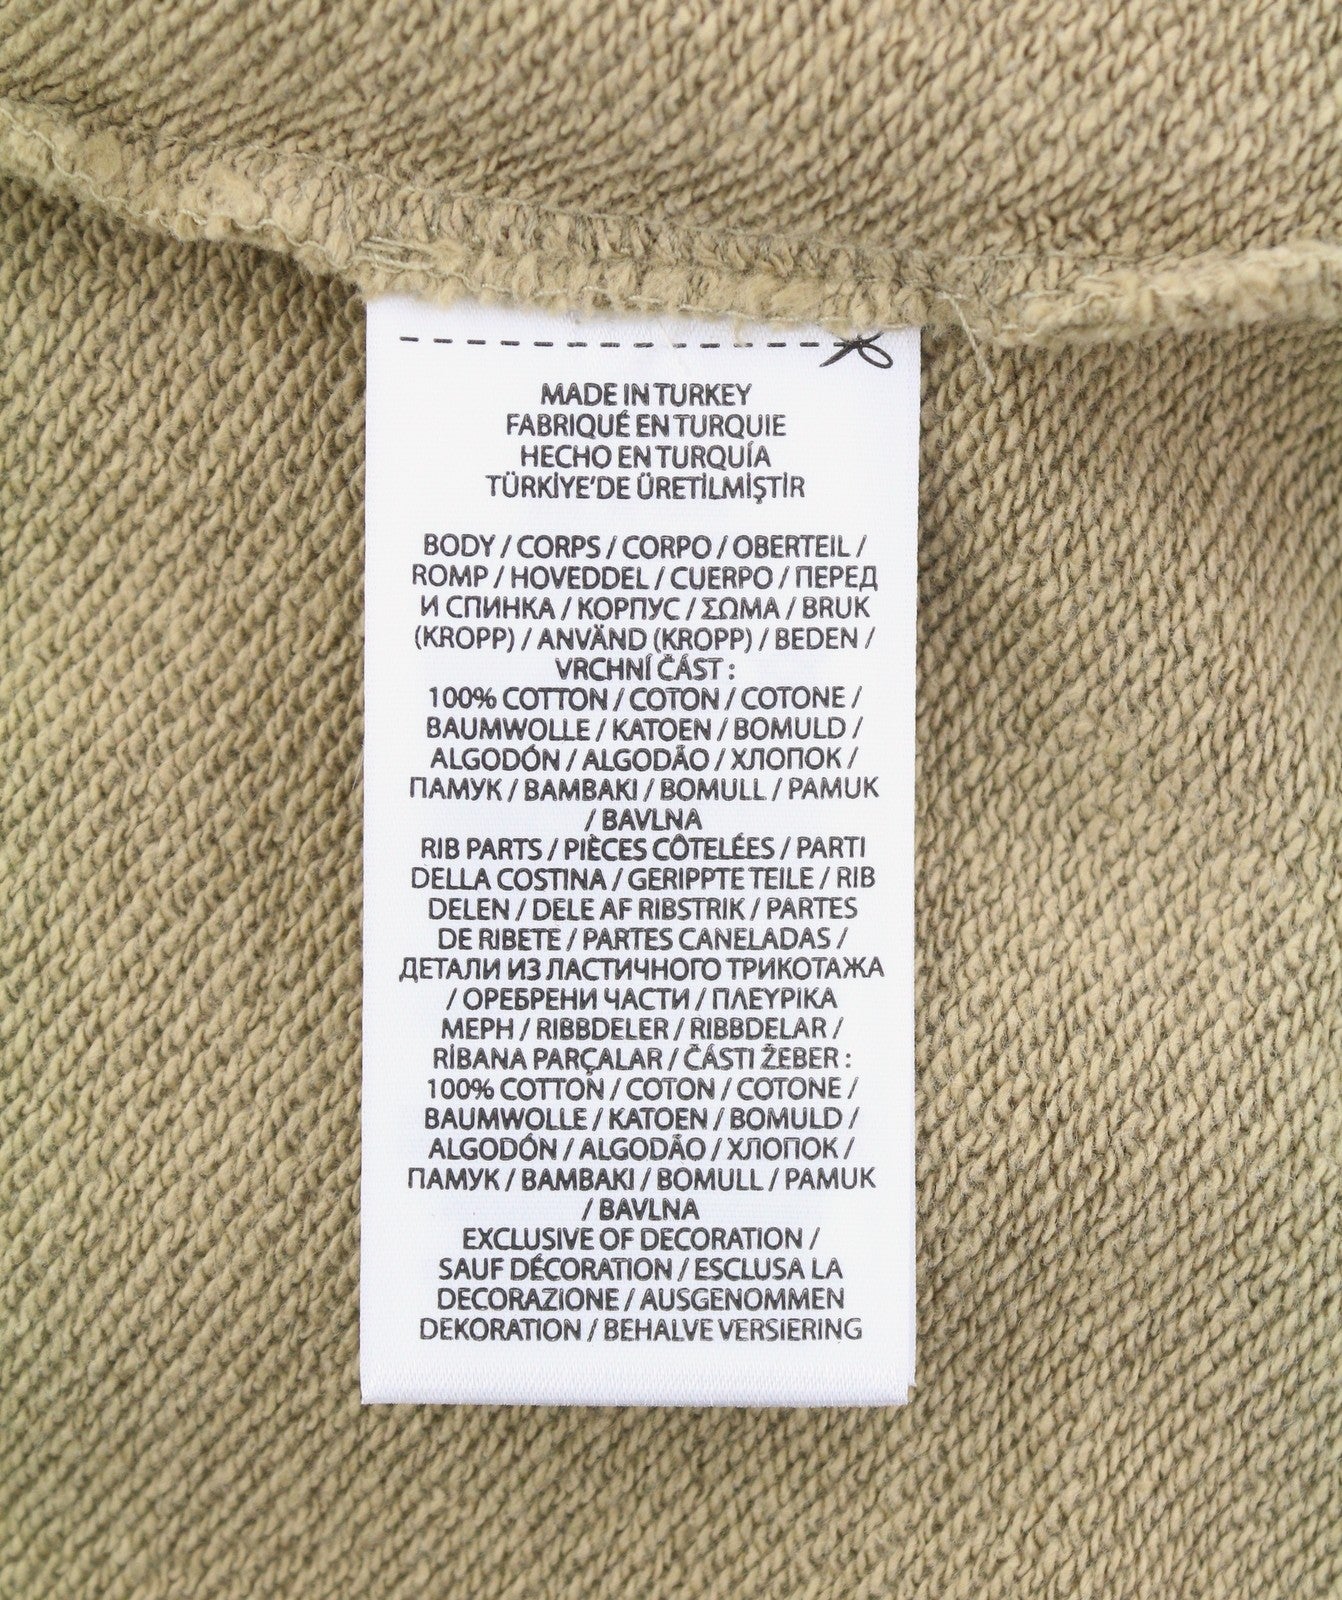 MADE IN TURKEY
FABRIQUÉ EN TURQUIE
HECHO EN TURQUÍA
TÜRKİYE'DE ÜRETİLMİŞTİR
BODY / CORPS / CORPO / OBERTEIL /
ROMP / HOVEDDEL / CUERPO / ПЕРЕД
И СПИНКА / КОРПУС / ΣΩΜΑ / BRUK
(KROPP) / ANVÄND (KROPP) / BEDEN /
VRCHNÍ ČÁST :
100% COTTON / COTON / COTONE /
BAUMWOLLE / KATOEN / BOMULD /
ALGODÓN / ALGODÃO / ХЛОПОК /
ПАМУК / BAMBAKI / BOMULL / PAMUK
/ BAVLNA
RIB PARTS / PIÈCES CÔTELÉES / PARTI
DELLA COSTINA / GERIPPTE TEILE / RIB
DELEN / DELE AF RIBSTRIK / PARTES
DE RIBETE / PARTES CANELADAS /
ДЕТАЛИ ИЗ ЛАСТИЧНОГО ТРИКОТАЖА
/ ОРЕБРЕНИ ЧАСТИ / ΠΛΕΥΡΙΚΑ
ΜΕΡΗ / RIBBDELER / RIBBDELAR /
RİBANA PARÇALAR / ČÁSTI ŽEBER :
100% COTTON / COTON / COTONE /
BAUMWOLLE / KATOEN / BOMULD /
ALGODÓN / ALGODÃO / ХЛОПОК /
ПАМУК / BAMBAKI / BOMULL / PAMUK
/ BAVLNA
EXCLUSIVE OF DECORATION /
SAUF DÉCORATION / ESCLUSA LA
DECORAZIONE / AUSGENOMMEN
DEKORATION / BEHALVE VERSIERING